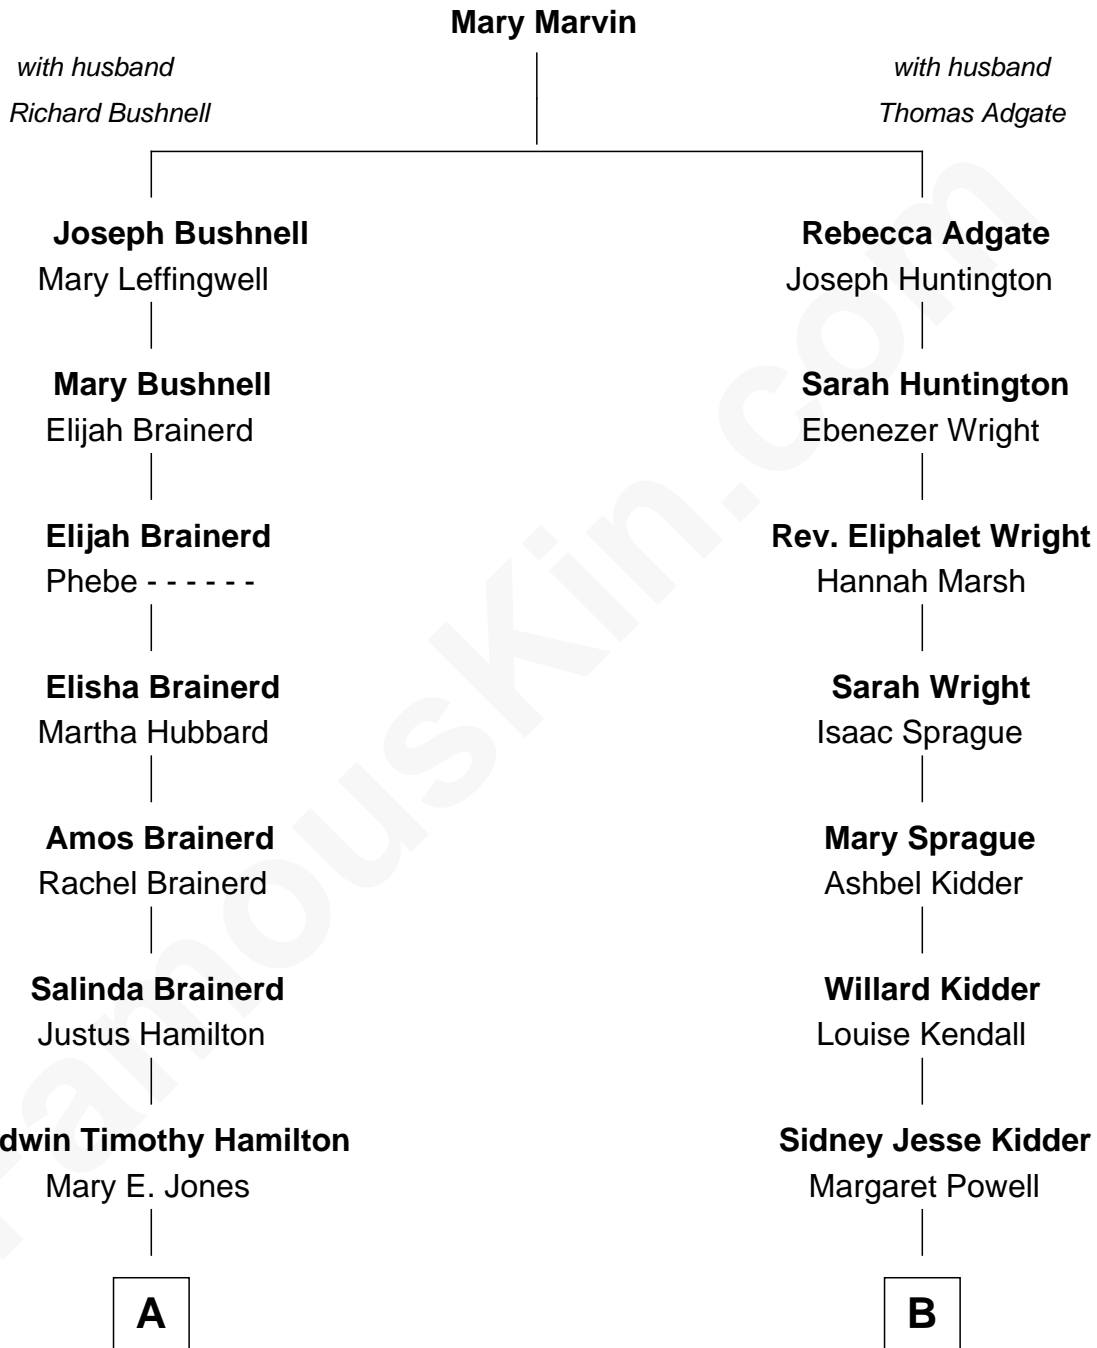 Mary Marvin
with husband
Richard Bushnell
with husband
Thomas Adgate
Joseph Bushnell
Mary Leffingwell
Rebecca Adgate
Joseph Huntington
Mary Bushnell
Elijah Brainerd
Sarah Huntington
Ebenezer Wright
Elijah Brainerd
Phebe - - - - - -
Rev. Eliphalet Wright
Hannah Marsh
Elisha Brainerd
Martha Hubbard
Sarah Wright
Isaac Sprague
Amos Brainerd
Rachel Brainerd
Mary Sprague
Ashbel Kidder
Salinda Brainerd
Justus Hamilton
Willard Kidder
Louise Kendall
dwin Timothy Hamilton
Mary E. Jones
Sidney Jesse Kidder
Margaret Powell
A
B
FamousKin.com